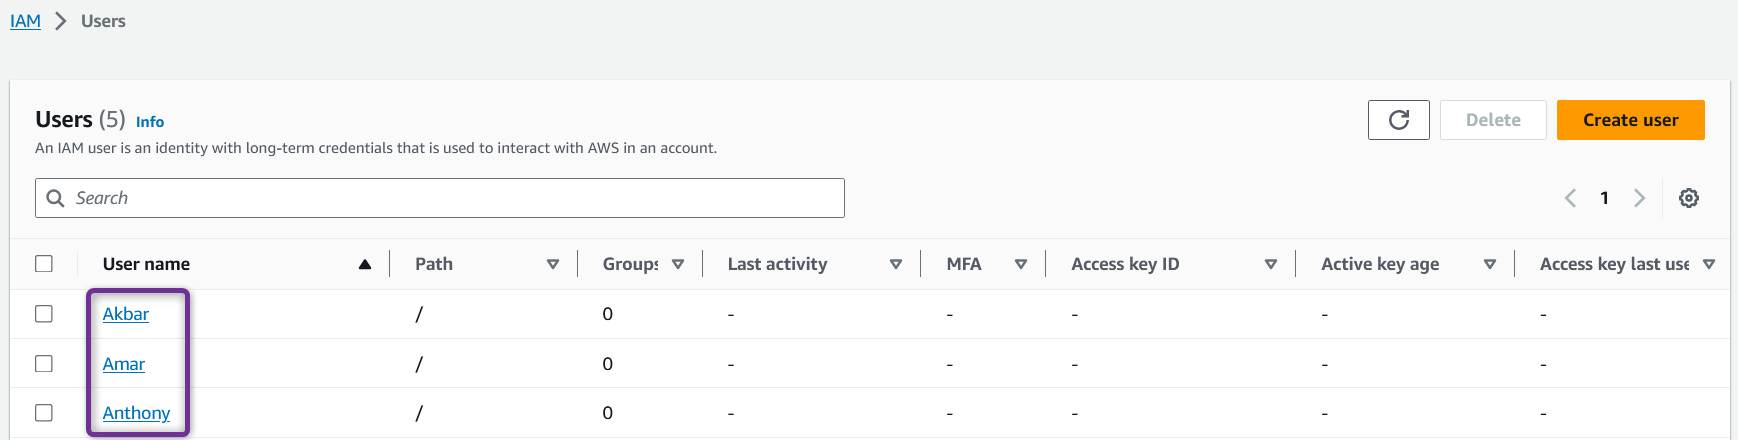 IAM > Users
Users (5) Info
Delete
Create user
An IAM user is an identity with long-term credentials that is used to interact with AWS in an account.
Search
1
User name Path Groups Last activity MFA Access key ID Active key age Access key last use
Akbar / 0 - - - - -
Amar / 0 - - - - -
Anthony / 0 - - - - -